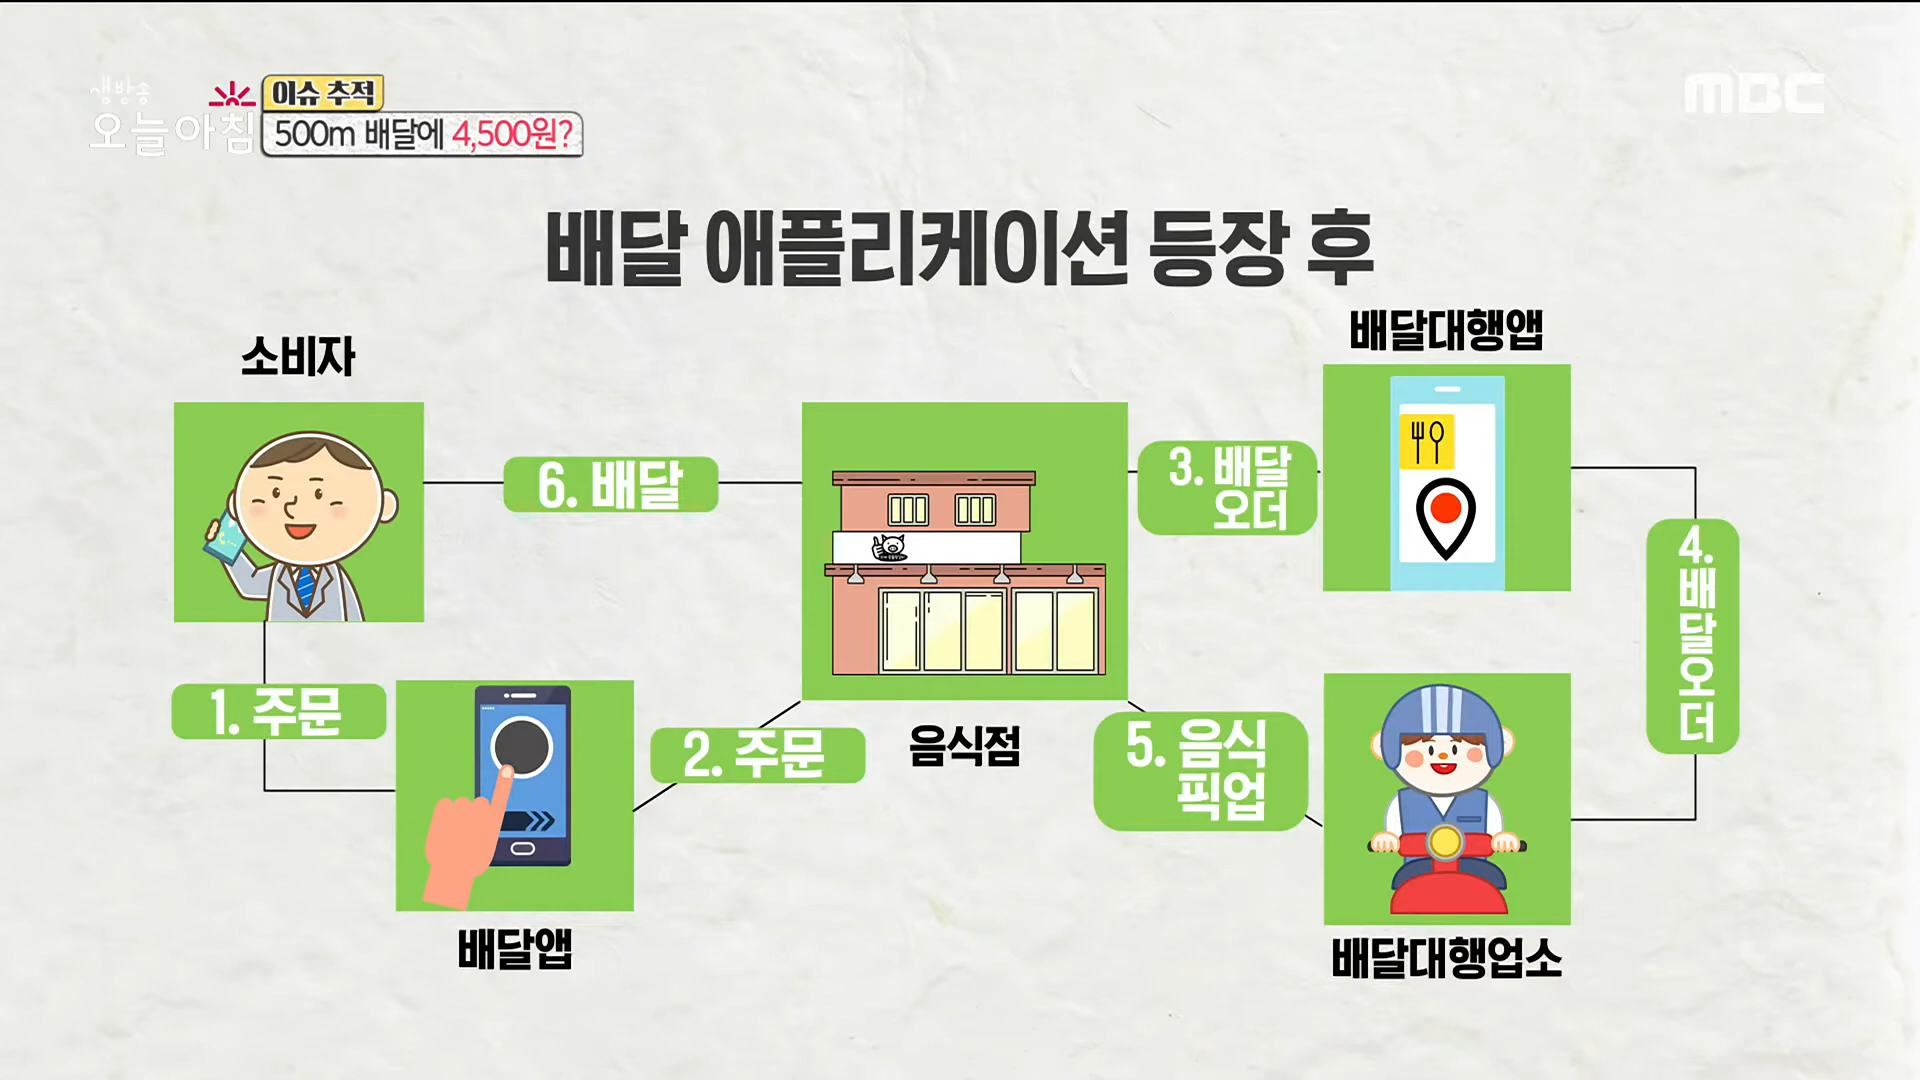 생방송
오늘아침
이슈 추적
500m 배달에 4,500원?
MBC
배달 애플리케이션 등장 후
소비자
배달대행앱
6. 배달
3. 배달
오더
4.
배
달
오
더
1. 주문
2. 주문
음식점
5. 음식
픽업
배달앱
배달대행업소